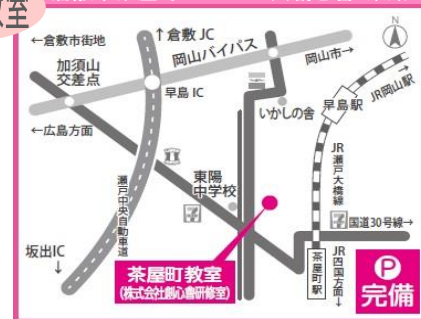 室
N
←倉敷市街地
↑倉敷JC
岡山バイパス
岡山市→
加須山
交差点
早島IC
いかしの舎
早島駅
JR岡山駅→
←広島方面
JR瀬戸大橋線
東陽
中学校
瀬戸中央自動車道
国道30号線→
坂出IC
↓
茶屋町教室
(株式会社創心會研修室)
茶屋町駅
JR四国方面↓
P
完備